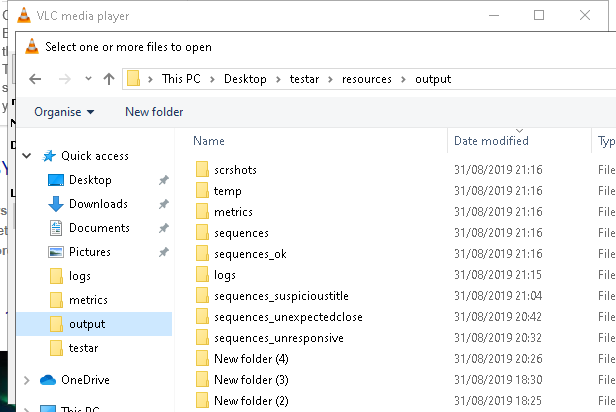 VLC media player
Select one or more files to open
This PC > Desktop > testar > resources > output
Organise New folder
Name Date modified Typ
Quick access
Desktop
Downloads
Documents
Pictures
logs
metrics
output
testar
OneDrive
This PC
scrshots 31/08/2019 21:16 File
temp 31/08/2019 21:16 File
metrics 31/08/2019 21:16 File
sequences 31/08/2019 21:16 File
sequences_ok 31/08/2019 21:16 File
logs 31/08/2019 21:15 File
sequences_suspicioustitle 31/08/2019 21:04 File
sequences_unexpectedclose 31/08/2019 20:42 File
sequences_unresponsive 31/08/2019 20:32 File
New folder (4) 31/08/2019 20:26 File
New folder (3) 31/08/2019 18:30 File
New folder (2) 31/08/2019 18:25 File